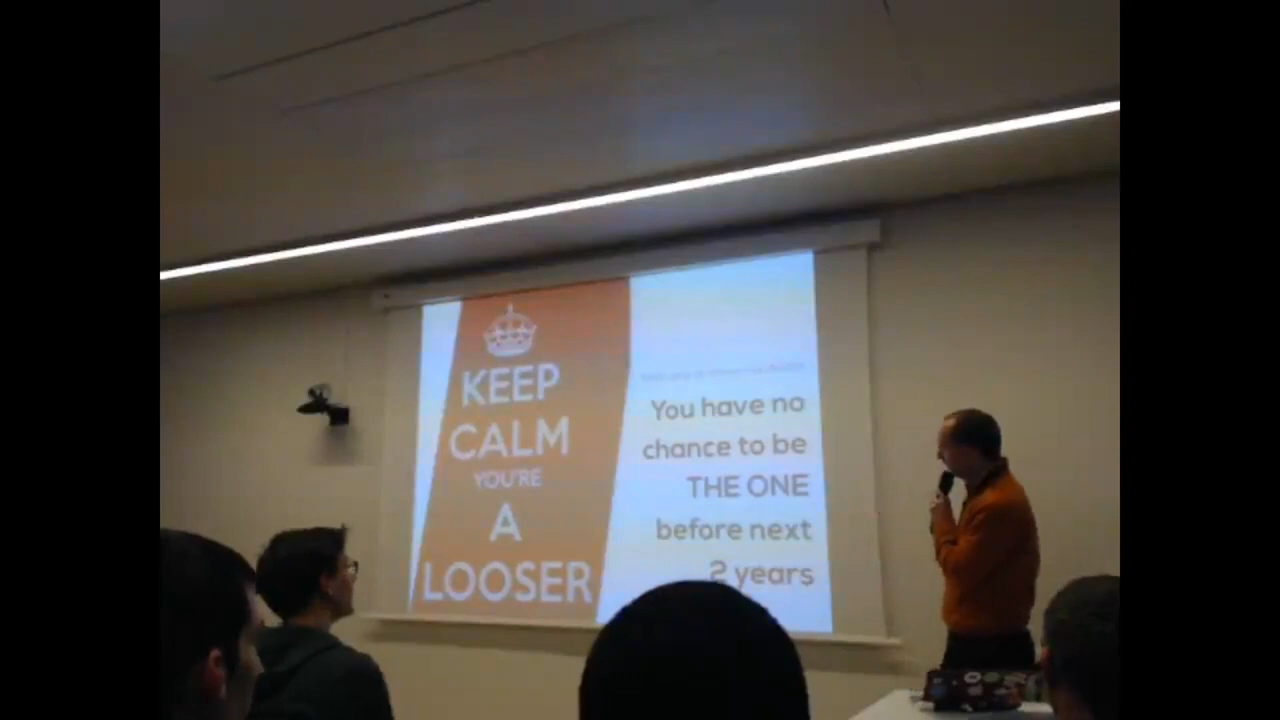 KEEP
CALM
YOU'RE
A
LOOSER
You have no
chance to be
THE ONE
before next
2 years